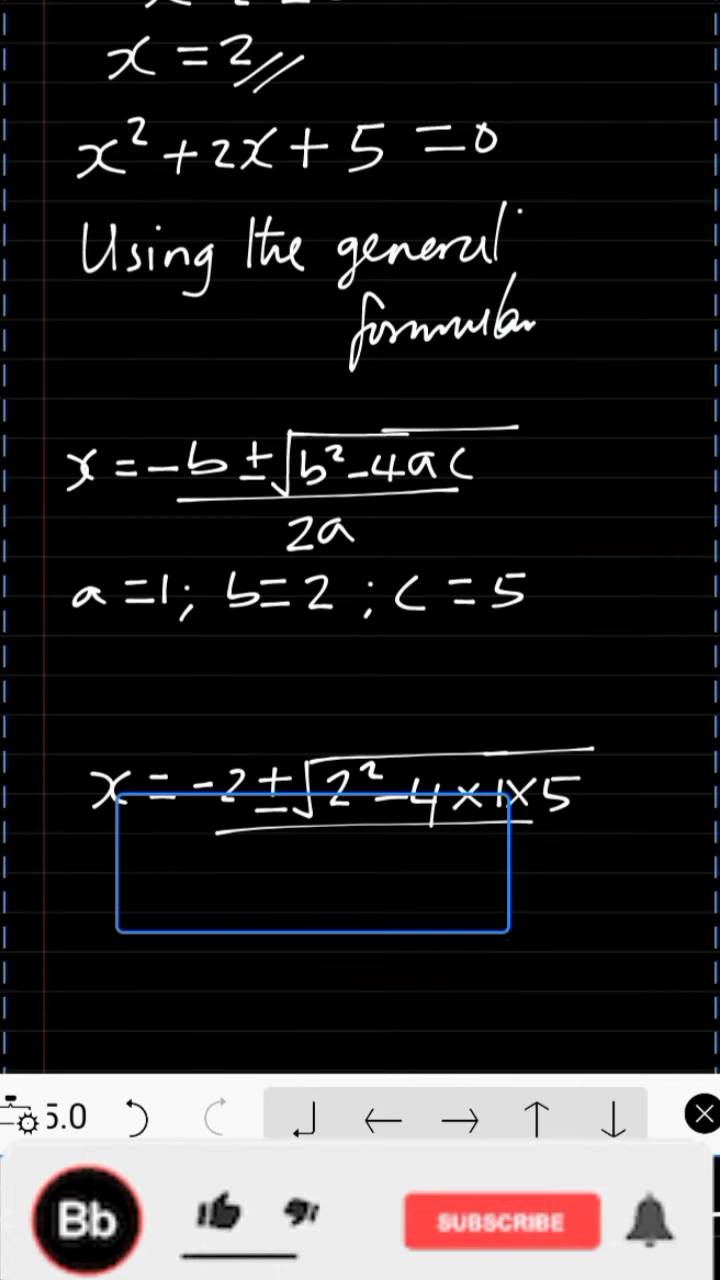 x = 2
x² + 2x + 5 = 0
Using the general
formular
x = -b ± √b² - 4ac
2a
a = 1; b = 2 ; c = 5
x = -2 ± √2² - 4 × 1 × 5
5.0
Bb SUBSCRIBE